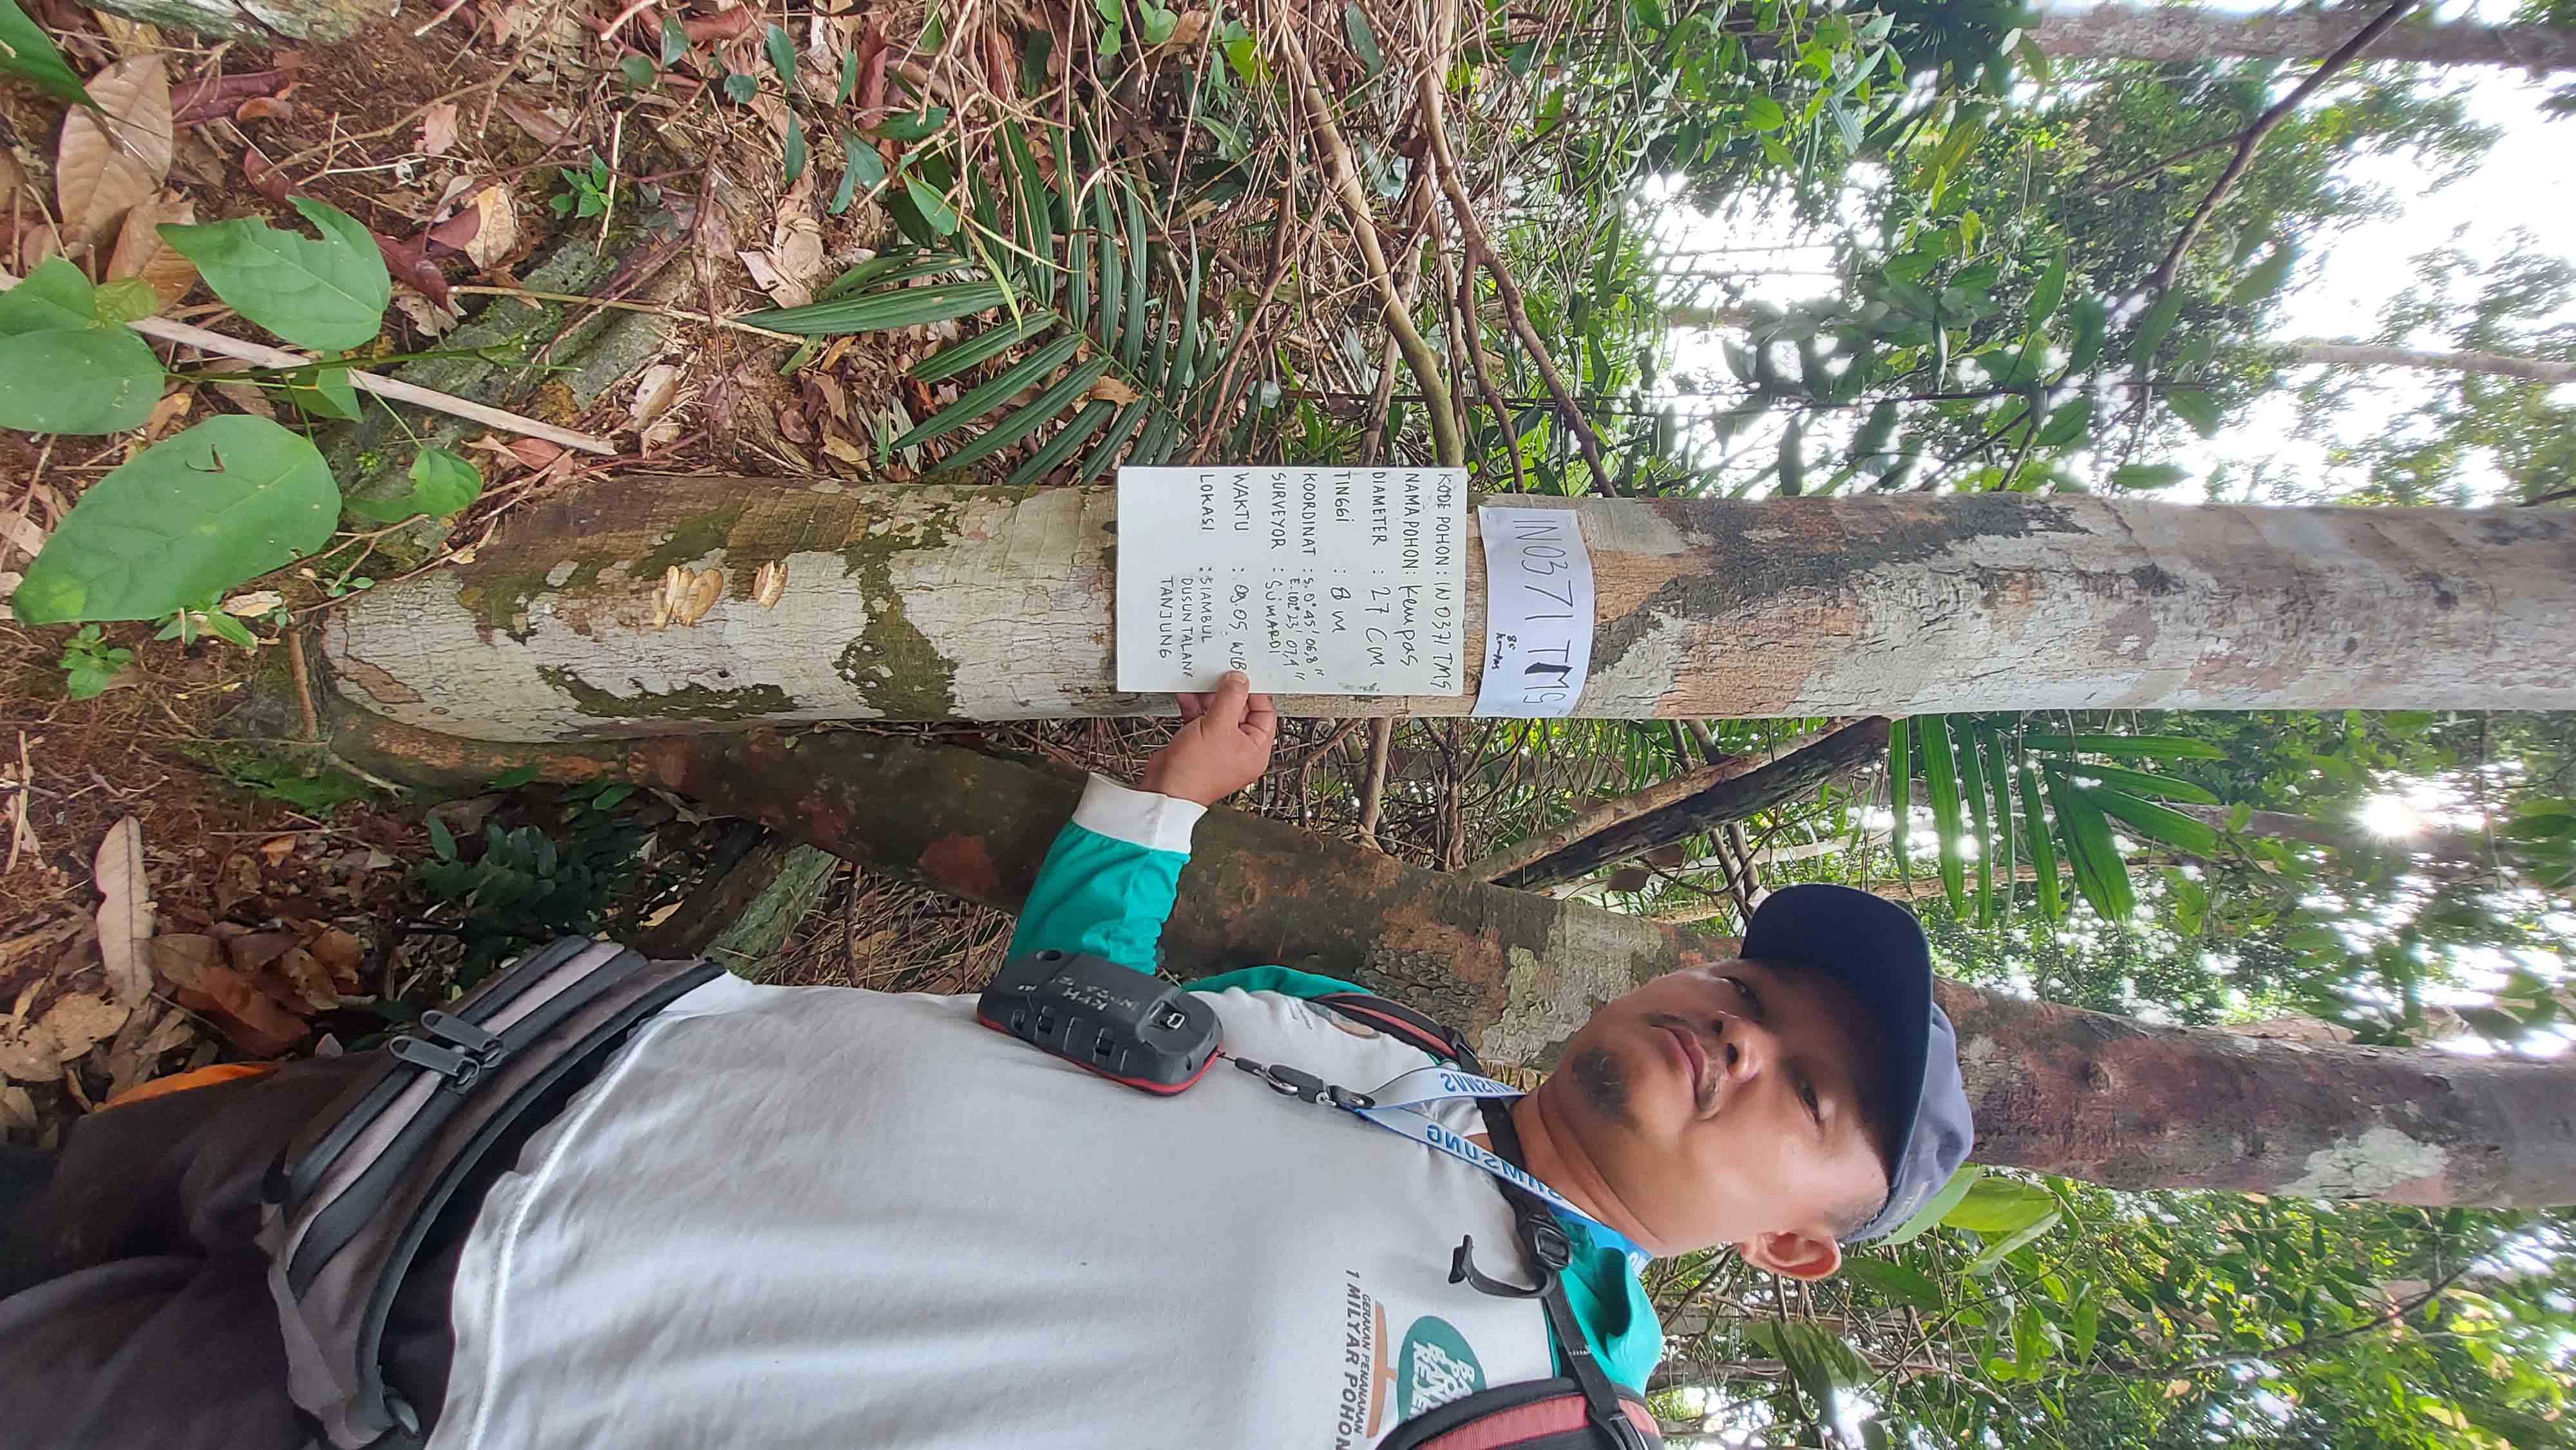 IN0371 TMS
85
kempas
KODE POHON : IN 0371 TMS
NAMA POHON : Kempas
DIAMETER : 27 CM
TINGGI : 8 m
KOORDINAT : S. 0° 45' 06,8"
E. 102° 23' 07,4"
SURVEYOR : SUMARDI
WAKTU : 09.05 WIB
LOKASI : SIAMBUL
DUSUN TALANG
TANJUNG
SAMSUNG
GERAKAN PENANAMAN
1 MILYAR POHON